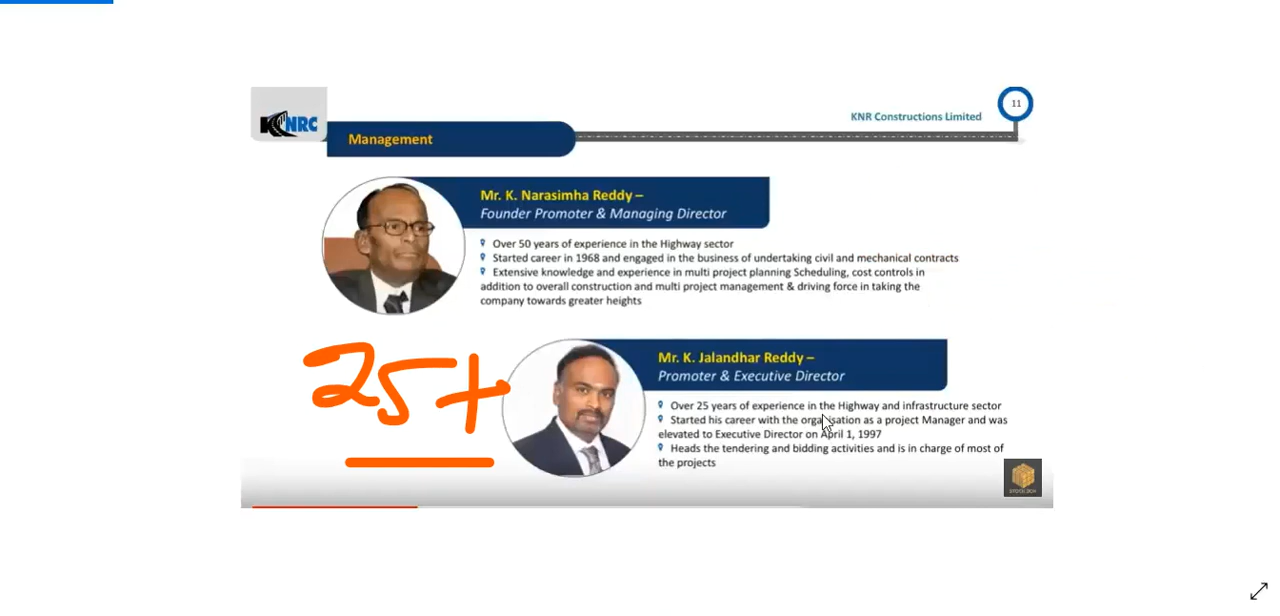 KNRC
11
KNR Constructions Limited
Management
Mr. K. Narasimha Reddy –
Founder Promoter & Managing Director
Over 50 years of experience in the Highway sector
Started career in 1968 and engaged in the business of undertaking civil and mechanical contracts
Extensive knowledge and experience in multi project planning Scheduling, cost controls in
addition to overall construction and multi project management & driving force in taking the
company towards greater heights
25+
Mr. K. Jalandhar Reddy –
Promoter & Executive Director
Over 25 years of experience in the Highway and infrastructure sector
Started his career with the organisation as a project Manager and was
elevated to Executive Director on April 1, 1997
Heads the tendering and bidding activities and is in charge of most of
the projects